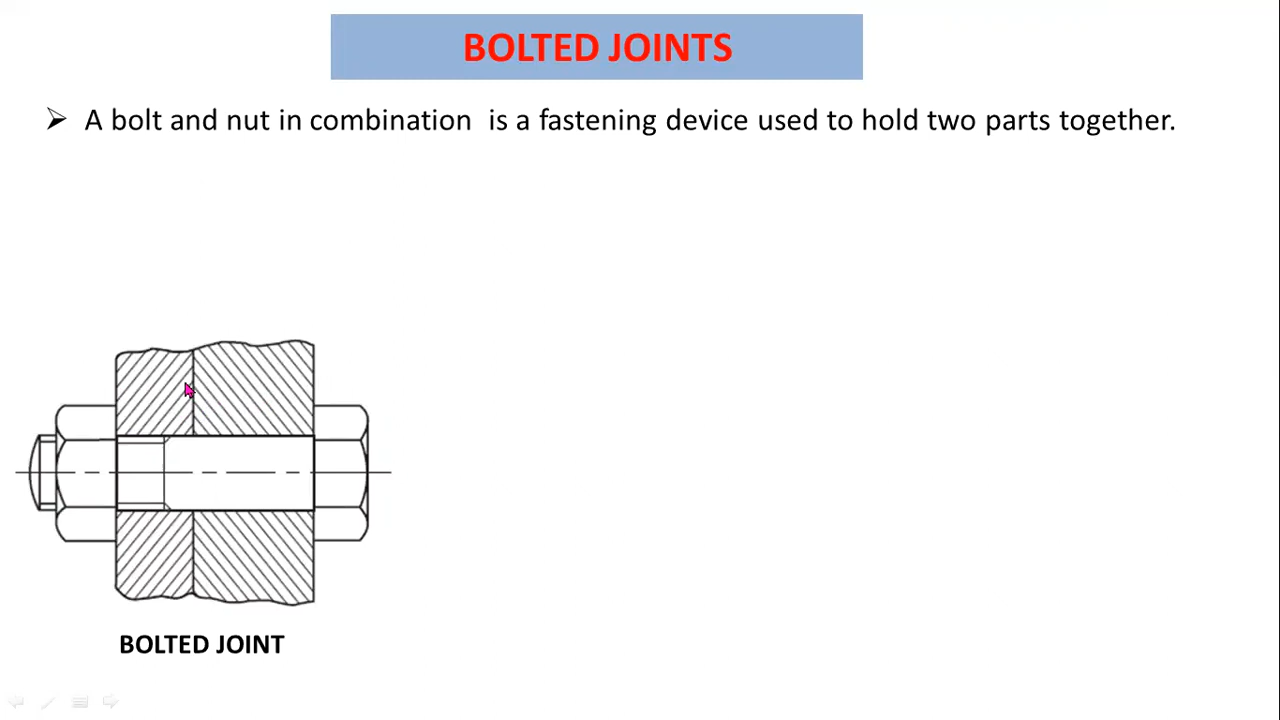 BOLTED JOINTS
➢ A bolt and nut in combination is a fastening device used to hold two parts together.
BOLTED JOINT